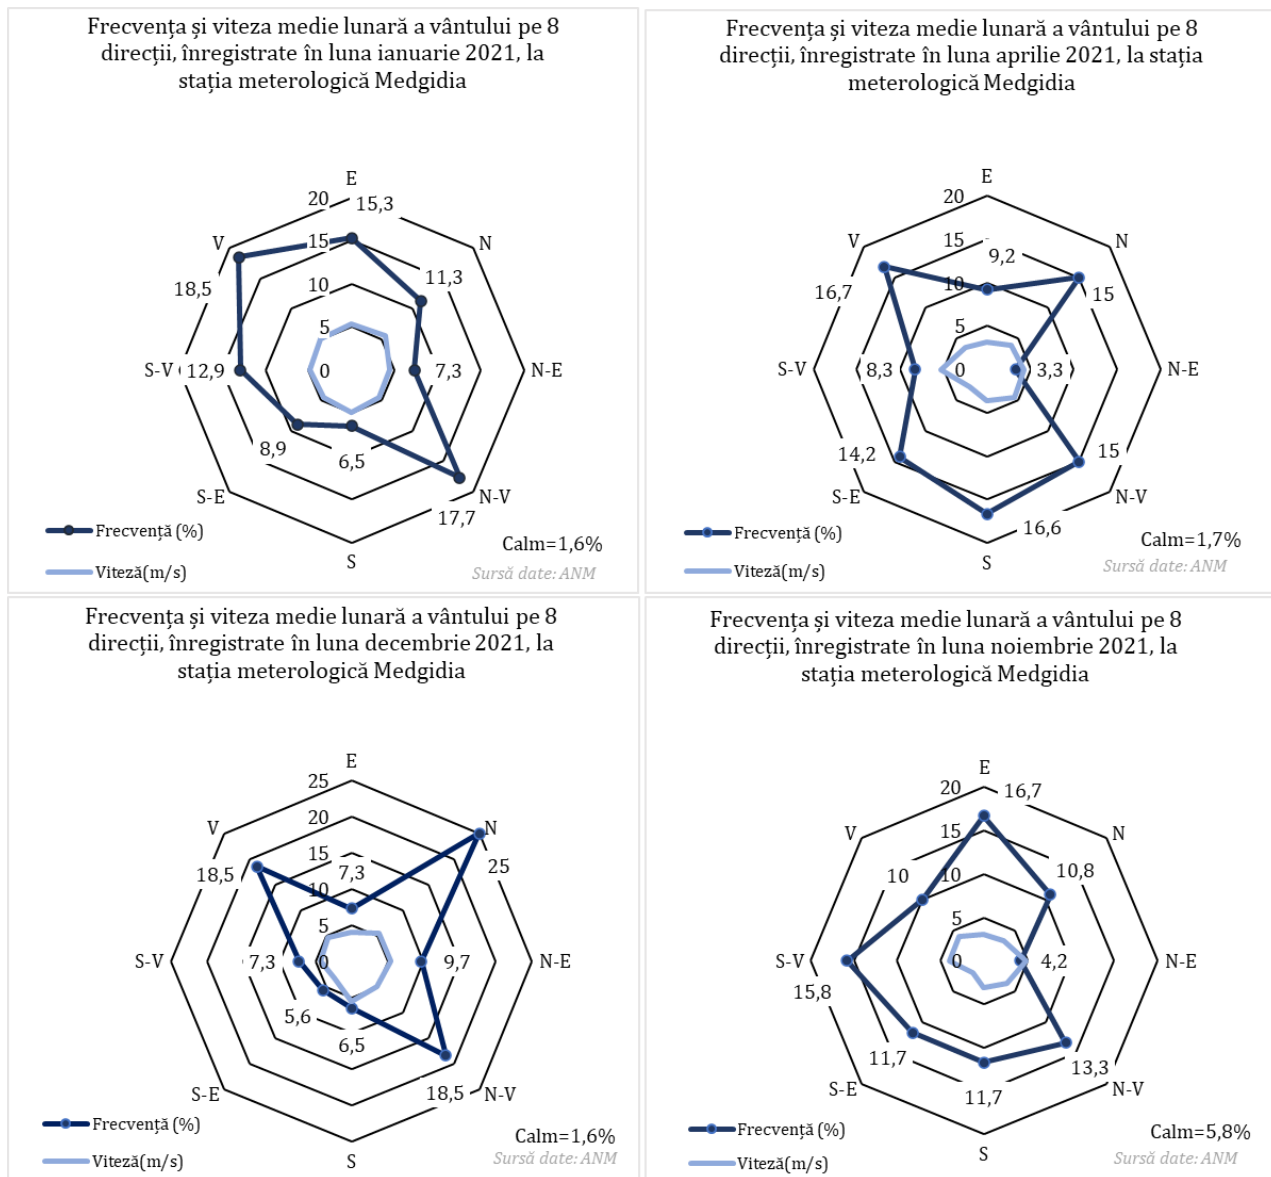 Frecvența și viteza medie lunară a vântului pe 8
direcții, înregistrate în luna ianuarie 2021, la
stația meterologică Medgidia
E
20
15,3
V
15
N
18,5
10
11,3
5
S-V
12,9
0
7,3
N-E
8,9
6,5
S-E
N-V
17,7
Frecvență (%)
Calm=1,6%
S
Viteză(m/s)
Sursă date: ANM
Frecvența și viteza medie lunară a vântului pe 8
direcții, înregistrate în luna aprilie 2021, la stația
meterologică Medgidia
E
20
V
15
N
9,2
16,7
10
15
5
S-V
8,3
0
3,3
N-E
14,2
15
S-E
N-V
16,6
Frecvență (%)
Calm=1,7%
S
Viteză(m/s)
Sursă date: ANM
Frecvența și viteza medie lunară a vântului pe 8
direcții, înregistrate în luna decembrie 2021, la
stația meterologică Medgidia
E
25
V
20
N
18,5
15
7,3
25
10
5
S-V
7,3
0
9,7
N-E
5,6
6,5
S-E
18,5
N-V
Frecvență (%)
Calm=1,6%
Viteză(m/s)
S
Sursă date: ANM
Frecvența și viteza medie lunară a vântului pe 8
direcții, înregistrate în luna noiembrie 2021, la
stația meterologică Medgidia
E
20
16,7
V
15
N
10
10
10,8
5
S-V
0
4,2
N-E
15,8
11,7
13,3
S-E
11,7
N-V
Frecvență (%)
Calm=5,8%
S
Viteză(m/s)
Sursă date: ANM